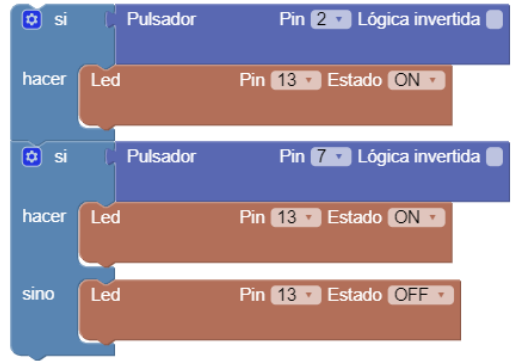 si Pulsador Pin 2 Lógica invertida
hacer Led Pin 13 Estado ON
si Pulsador Pin 7 Lógica invertida
hacer Led Pin 13 Estado ON
sino Led Pin 13 Estado OFF